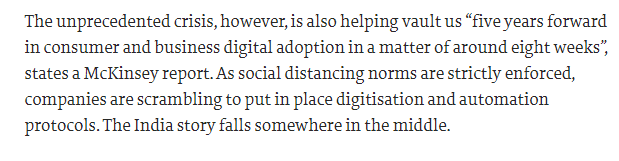 The unprecedented crisis, however, is also helping vault us “five years forward
in consumer and business digital adoption in a matter of around eight weeks”,
states a McKinsey report. As social distancing norms are strictly enforced,
companies are scrambling to put in place digitisation and automation
protocols. The India story falls somewhere in the middle.